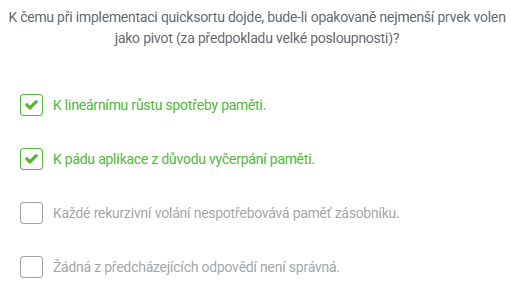 K čemu při implementaci quicksortu dojde, bude-li opakovaně nejmenší prvek volen
jako pivot (za předpokladu velké posloupnosti)?
K lineárnímu růstu spotřeby paměti.
K pádu aplikace z důvodu vyčerpání paměti.
Každé rekurzivní volání nespotřebovává paměť zásobníku.
Žádná z předcházejících odpovědí není správná.